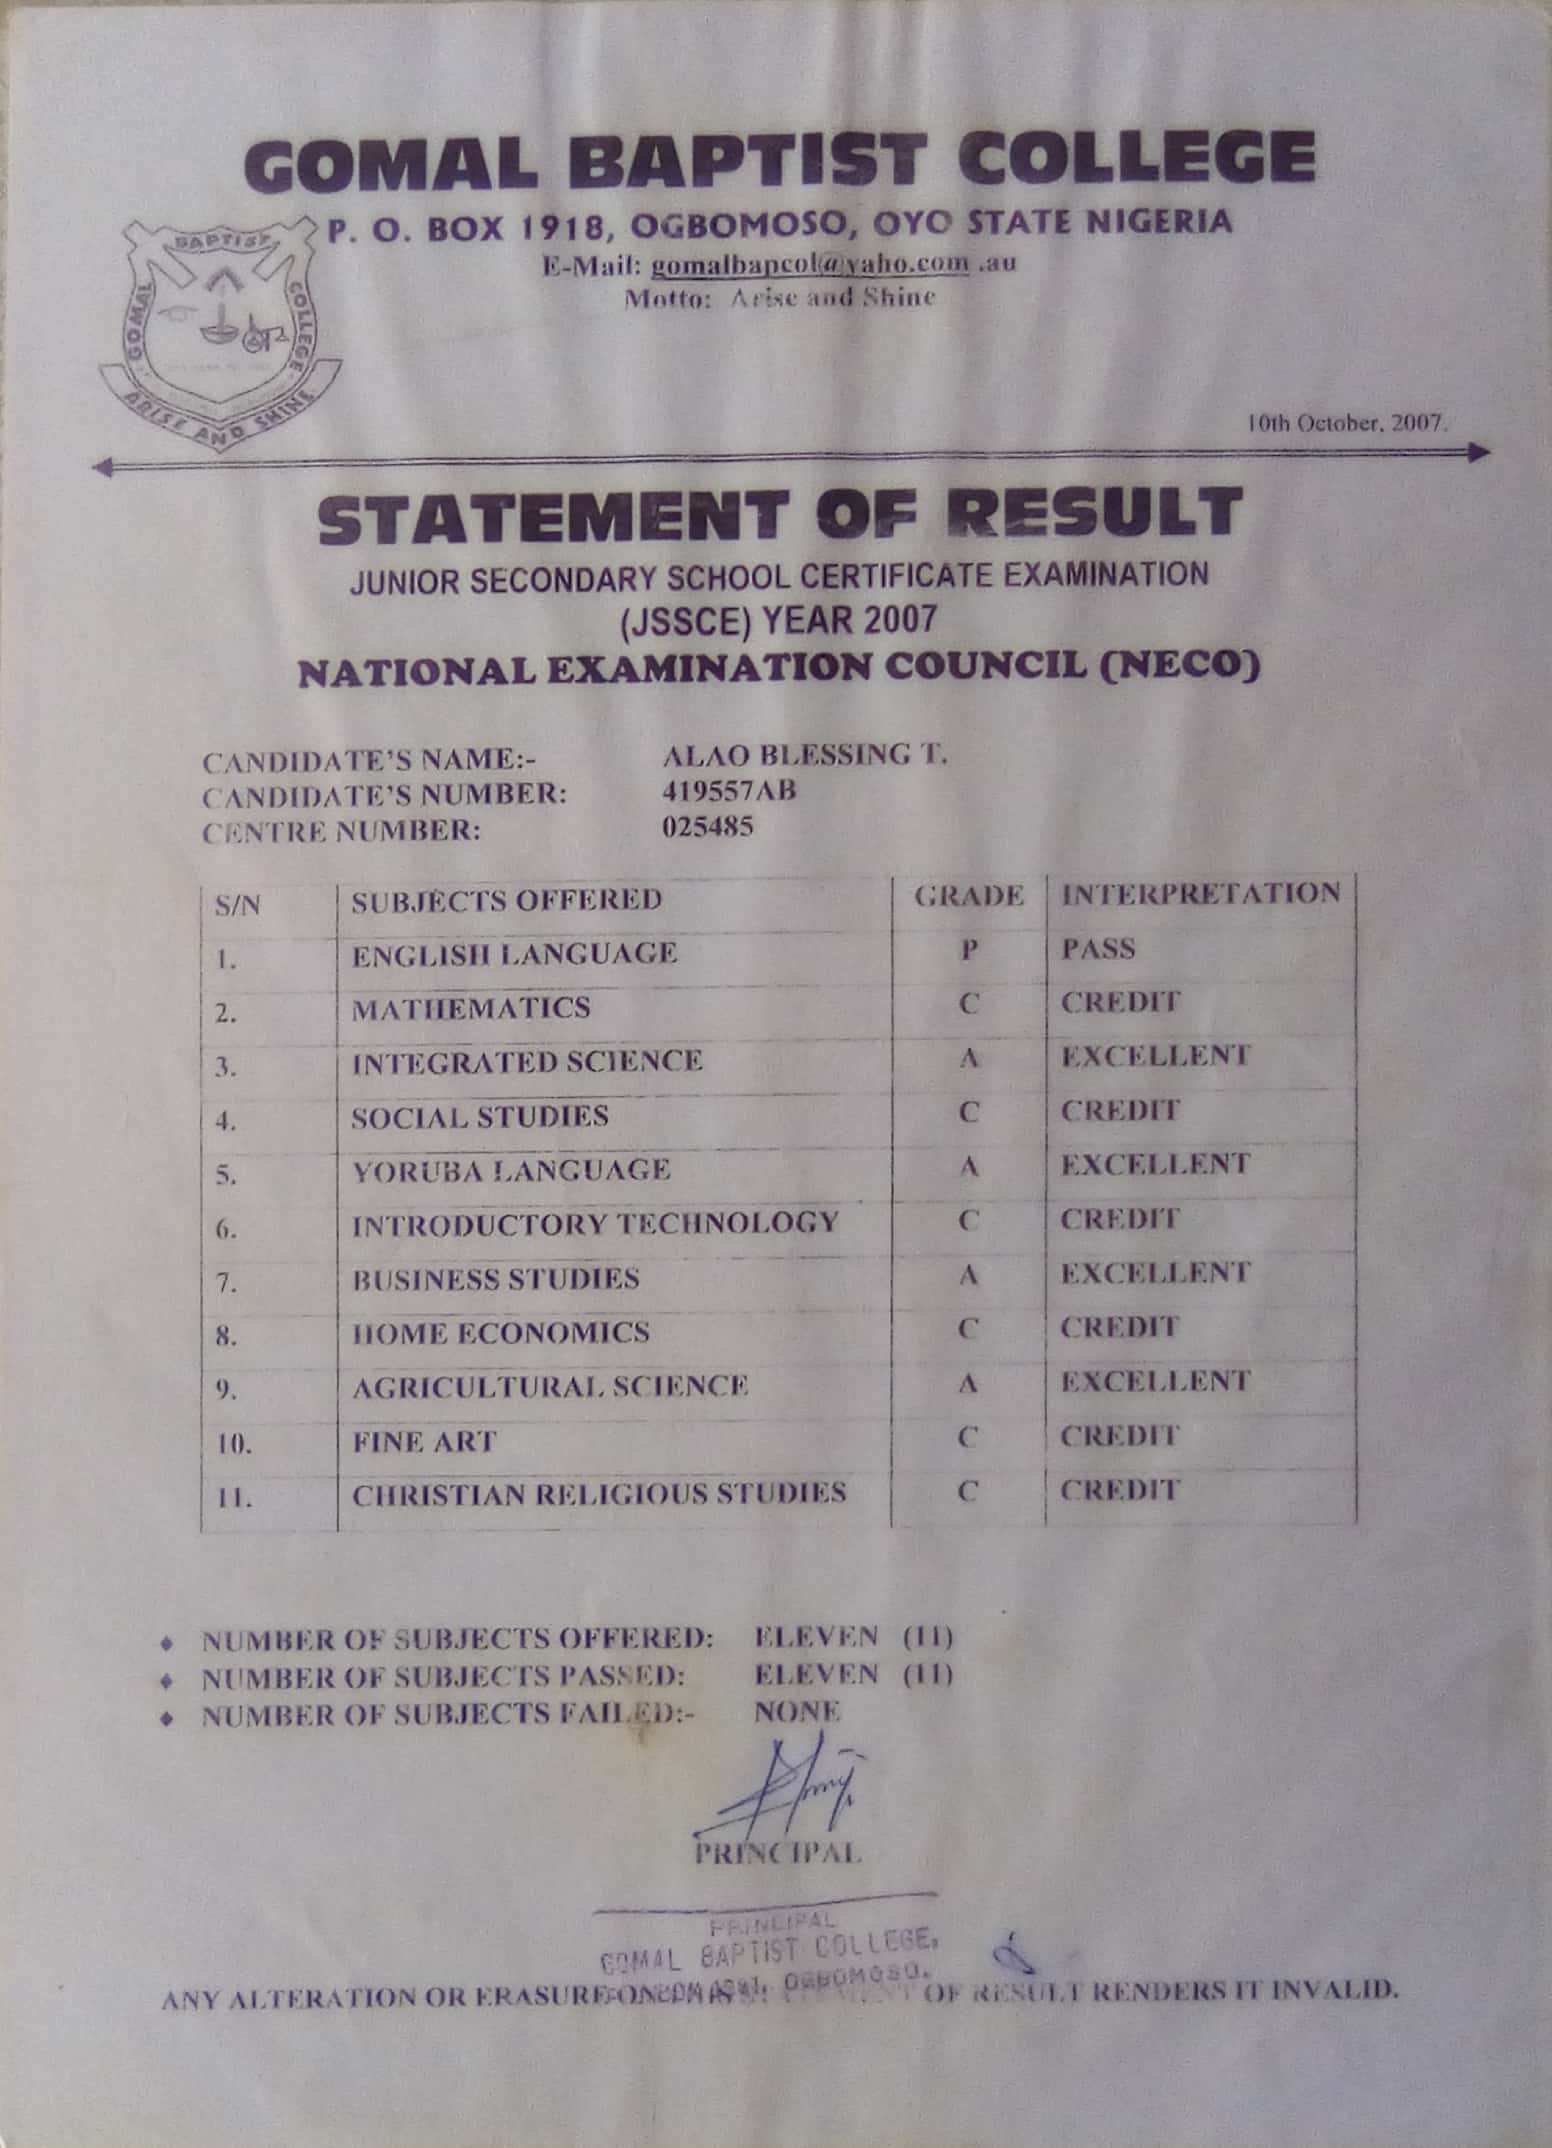 GOMAL BAPTIST COLLEGE
P. O. BOX 1918, OGBOMOSO, OYO STATE NIGERIA
E-Mail: gomalbapcol@yaho.com .au
Motto: Arise and Shine
BAPTIST
GOMAL
COLLEGE
ARISE AND SHINE
10th October, 2007.
STATEMENT OF RESULT
JUNIOR SECONDARY SCHOOL CERTIFICATE EXAMINATION
(JSSCE) YEAR 2007
NATIONAL EXAMINATION COUNCIL (NECO)
CANDIDATE'S NAME:- ALAO BLESSING T.
CANDIDATE'S NUMBER: 419557AB
CENTRE NUMBER: 025485
S/N SUBJECTS OFFERED GRADE INTERPRETATION
1. ENGLISH LANGUAGE P PASS
2. MATHEMATICS C CREDIT
3. INTEGRATED SCIENCE A EXCELLENT
4. SOCIAL STUDIES C CREDIT
5. YORUBA LANGUAGE A EXCELLENT
6. INTRODUCTORY TECHNOLOGY C CREDIT
7. BUSINESS STUDIES A EXCELLENT
8. HOME ECONOMICS C CREDIT
9. AGRICULTURAL SCIENCE A EXCELLENT
10. FINE ART C CREDIT
11. CHRISTIAN RELIGIOUS STUDIES C CREDIT
♦ NUMBER OF SUBJECTS OFFERED: ELEVEN (11)
♦ NUMBER OF SUBJECTS PASSED: ELEVEN (11)
♦ NUMBER OF SUBJECTS FAILED:- NONE
PRINCIPAL
PRINCIPAL
GOMAL BAPTIST COLLEGE,
OGBOMOSO.
ANY ALTERATION OR ERASURE ON OF RESULT RENDERS IT INVALID.